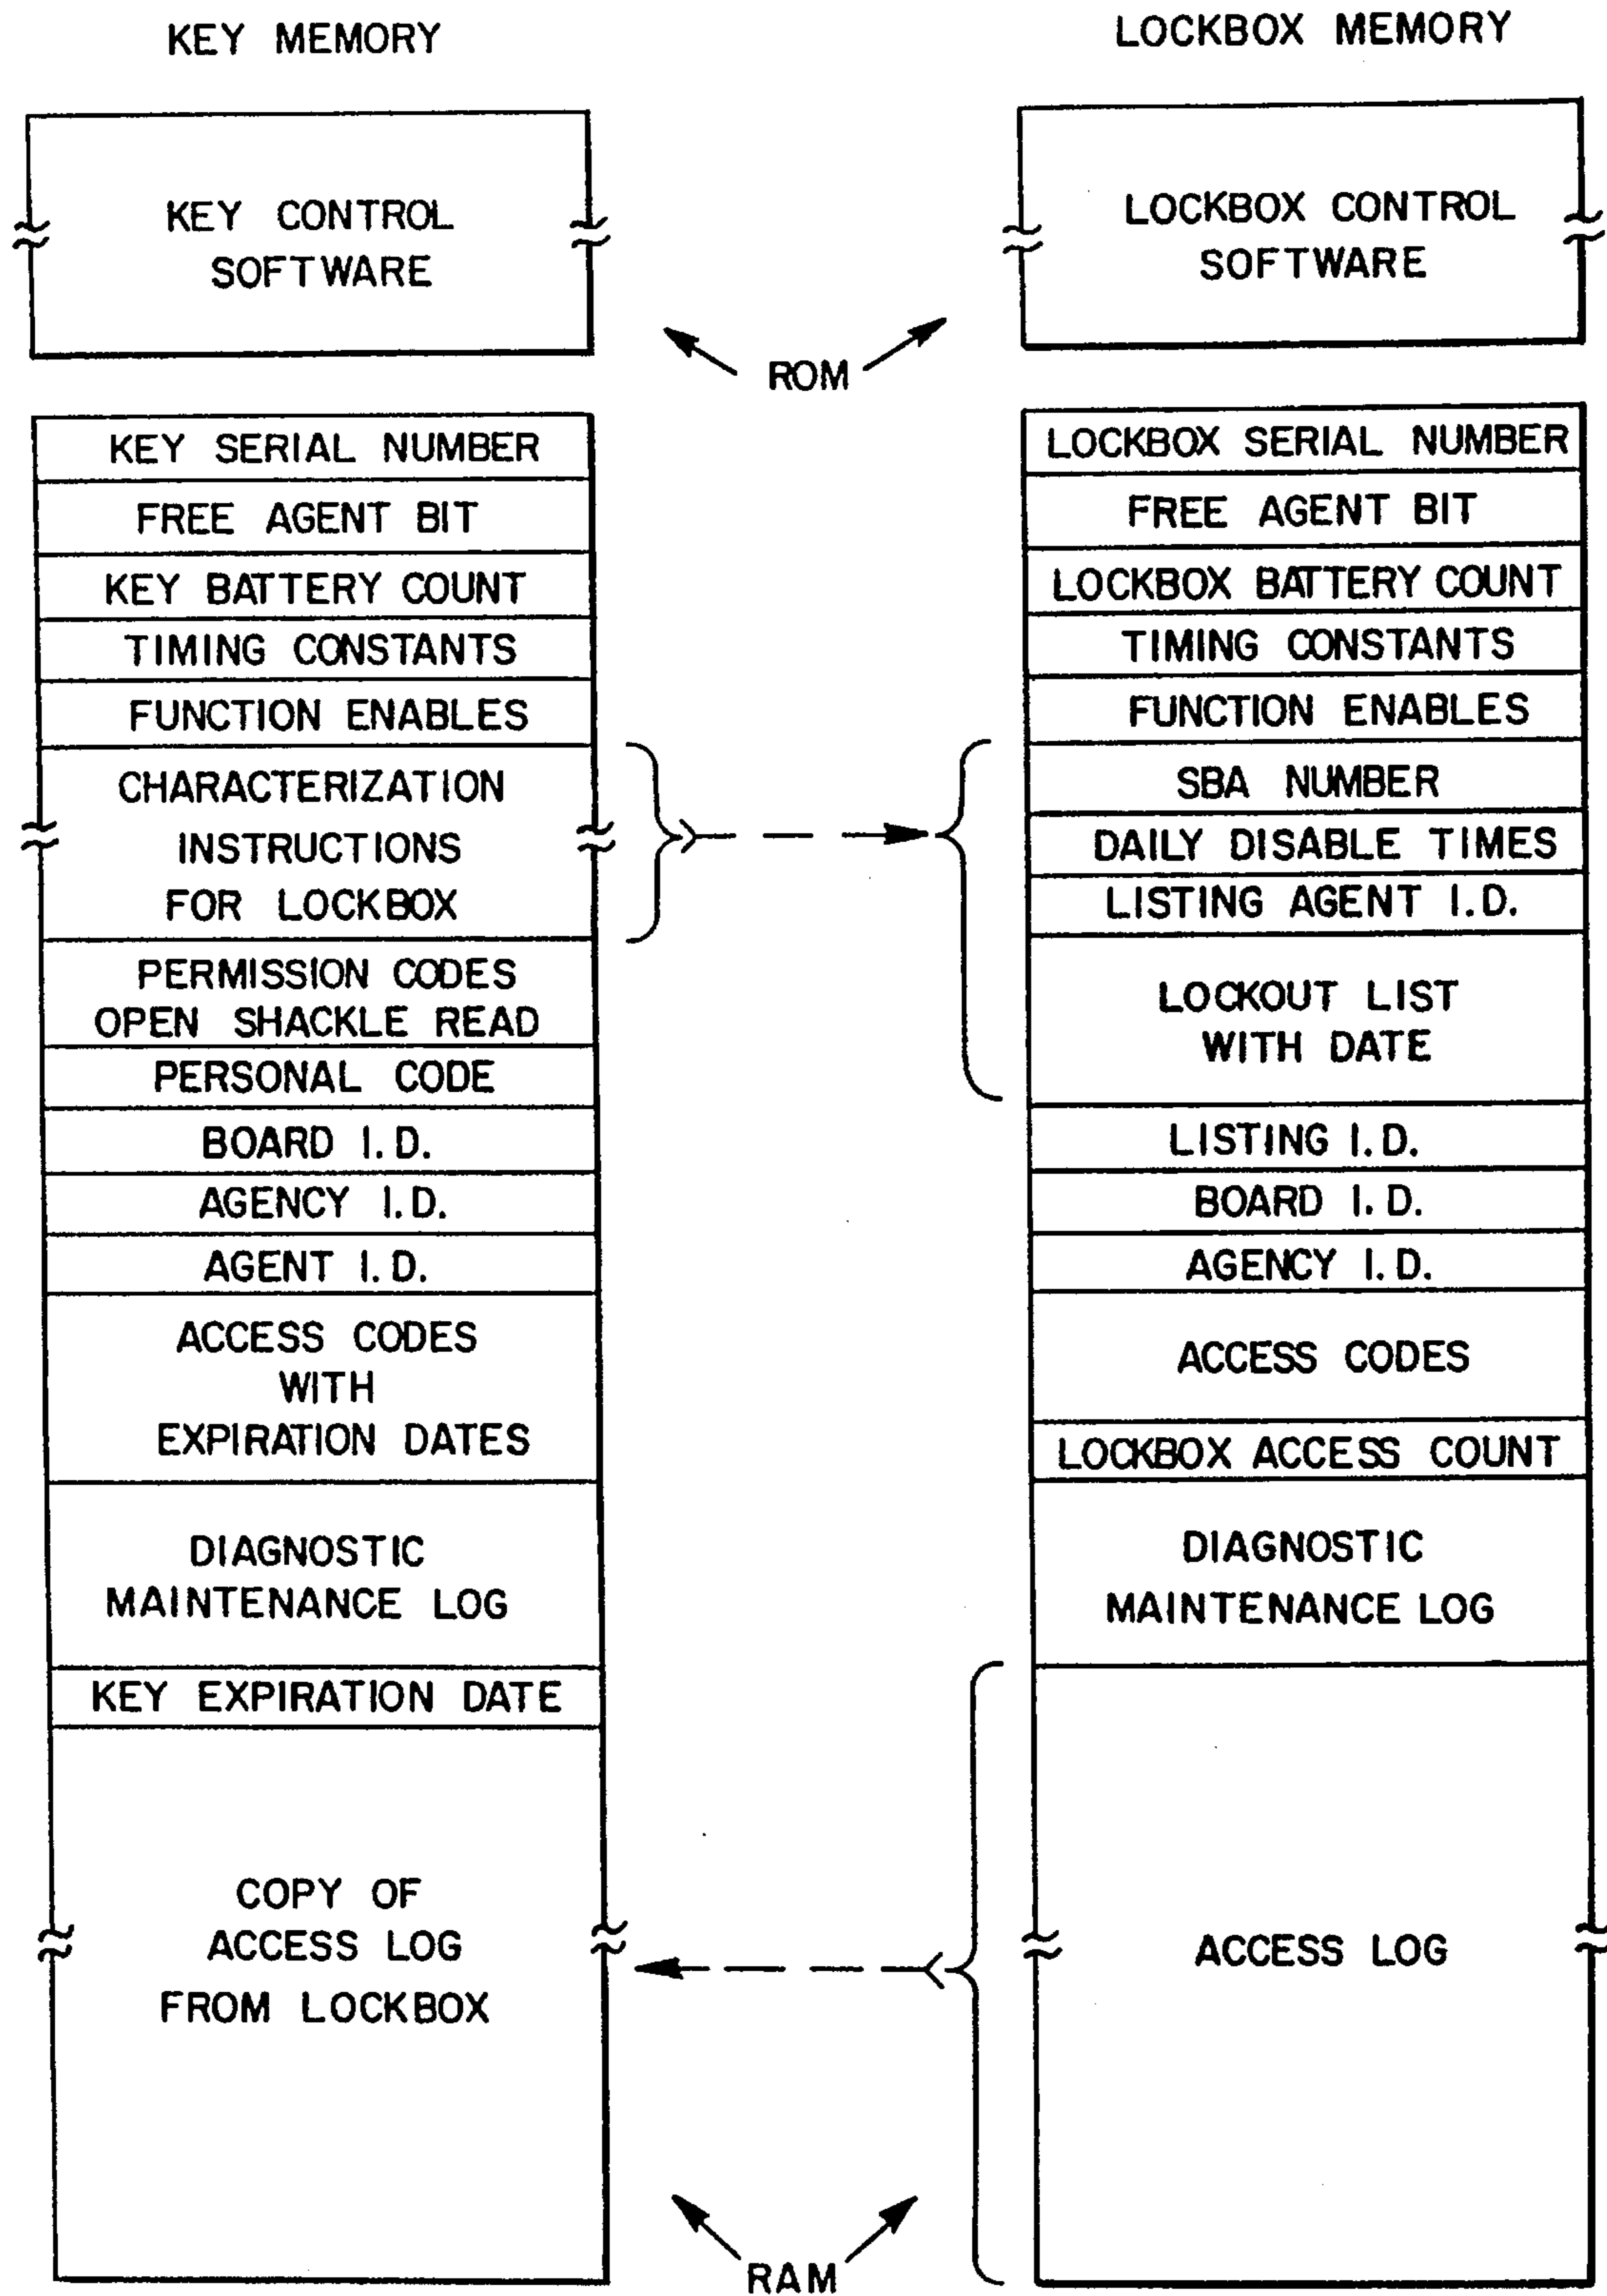 KEY MEMORY
KEY CONTROL
SOFTWARE
KEY SERIAL NUMBER
FREE AGENT BIT
KEY BATTERY COUNT
TIMING CONSTANTS
FUNCTION ENABLES
CHARACTERIZATION
INSTRUCTIONS
FOR LOCKBOX
PERMISSION CODES
OPEN SHACKLE READ
PERSONAL CODE
BOARD I.D.
AGENCY I.D.
AGENT I.D.
ACCESS CODES
WITH
EXPIRATION DATES
DIAGNOSTIC
MAINTENANCE LOG
KEY EXPIRATION DATE
COPY OF
ACCESS LOG
FROM LOCKBOX
ROM
RAM
LOCKBOX MEMORY
LOCKBOX CONTROL
SOFTWARE
LOCKBOX SERIAL NUMBER
FREE AGENT BIT
LOCKBOX BATTERY COUNT
TIMING CONSTANTS
FUNCTION ENABLES
SBA NUMBER
DAILY DISABLE TIMES
LISTING AGENT I.D.
LOCKOUT LIST
WITH DATE
LISTING I.D.
BOARD I.D.
AGENCY I.D.
ACCESS CODES
LOCKBOX ACCESS COUNT
DIAGNOSTIC
MAINTENANCE LOG
ACCESS LOG